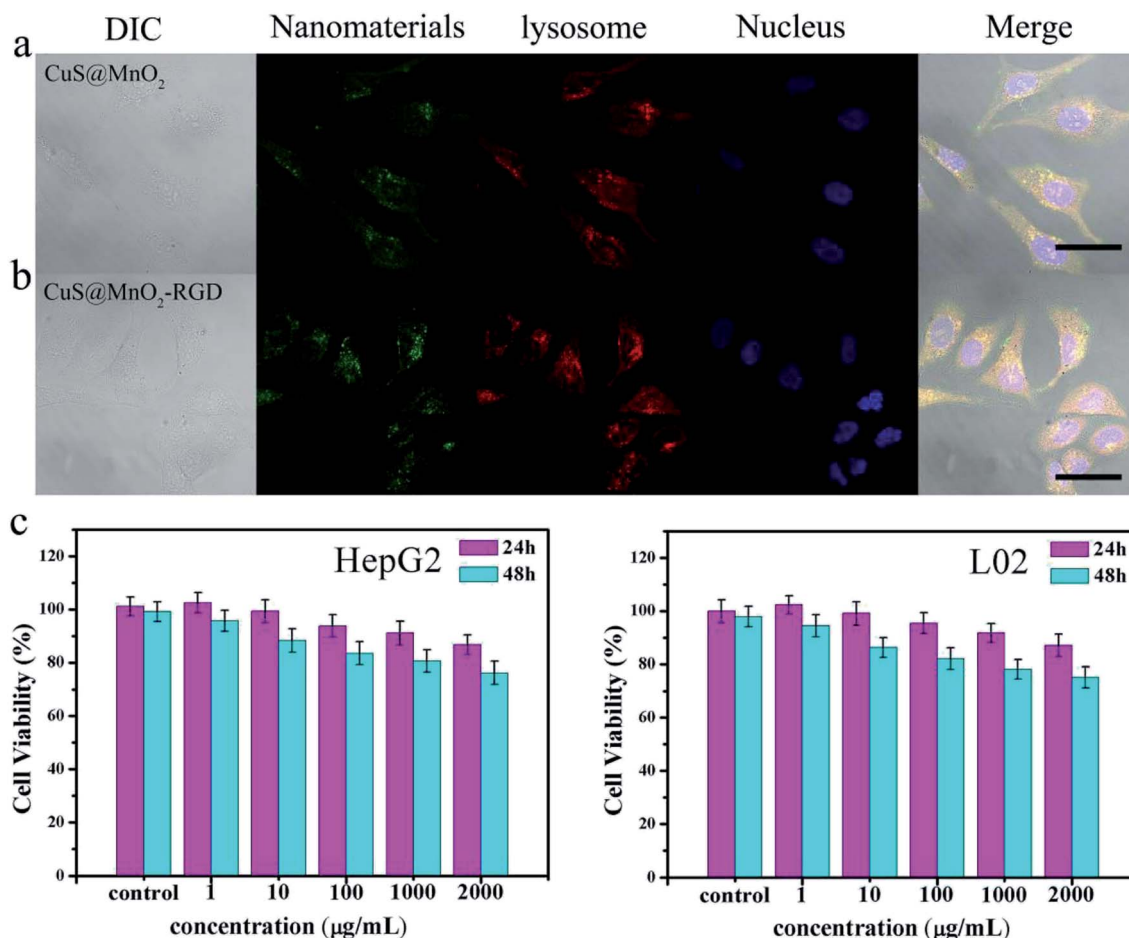 DIC Nanomaterials lysosome Nucleus Merge
a
CuS@MnO₂
b
CuS@MnO₂-RGD
c
HepG2
24h
48h
Cell Viability (%)
120
100
80
60
40
20
0
control 1 10 100 1000 2000
concentration (μg/mL)
L02
24h
48h
Cell Viability (%)
120
100
80
60
40
20
0
control 1 10 100 1000 2000
concentration (μg/mL)